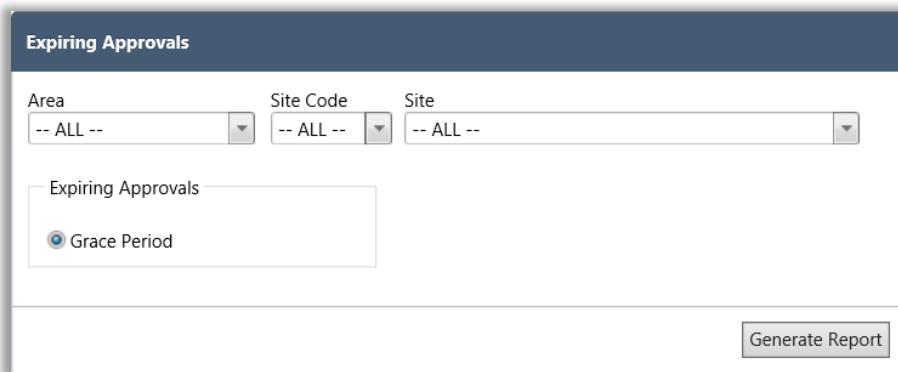 Expiring Approvals
Area Site Code Site
-- ALL -- -- ALL -- -- ALL --
Expiring Approvals
Grace Period
Generate Report